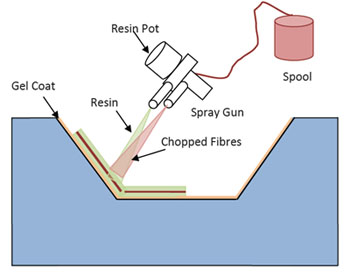 Resin Pot
Spool
Gel Coat
Resin
Spray Gun
Chopped Fibres